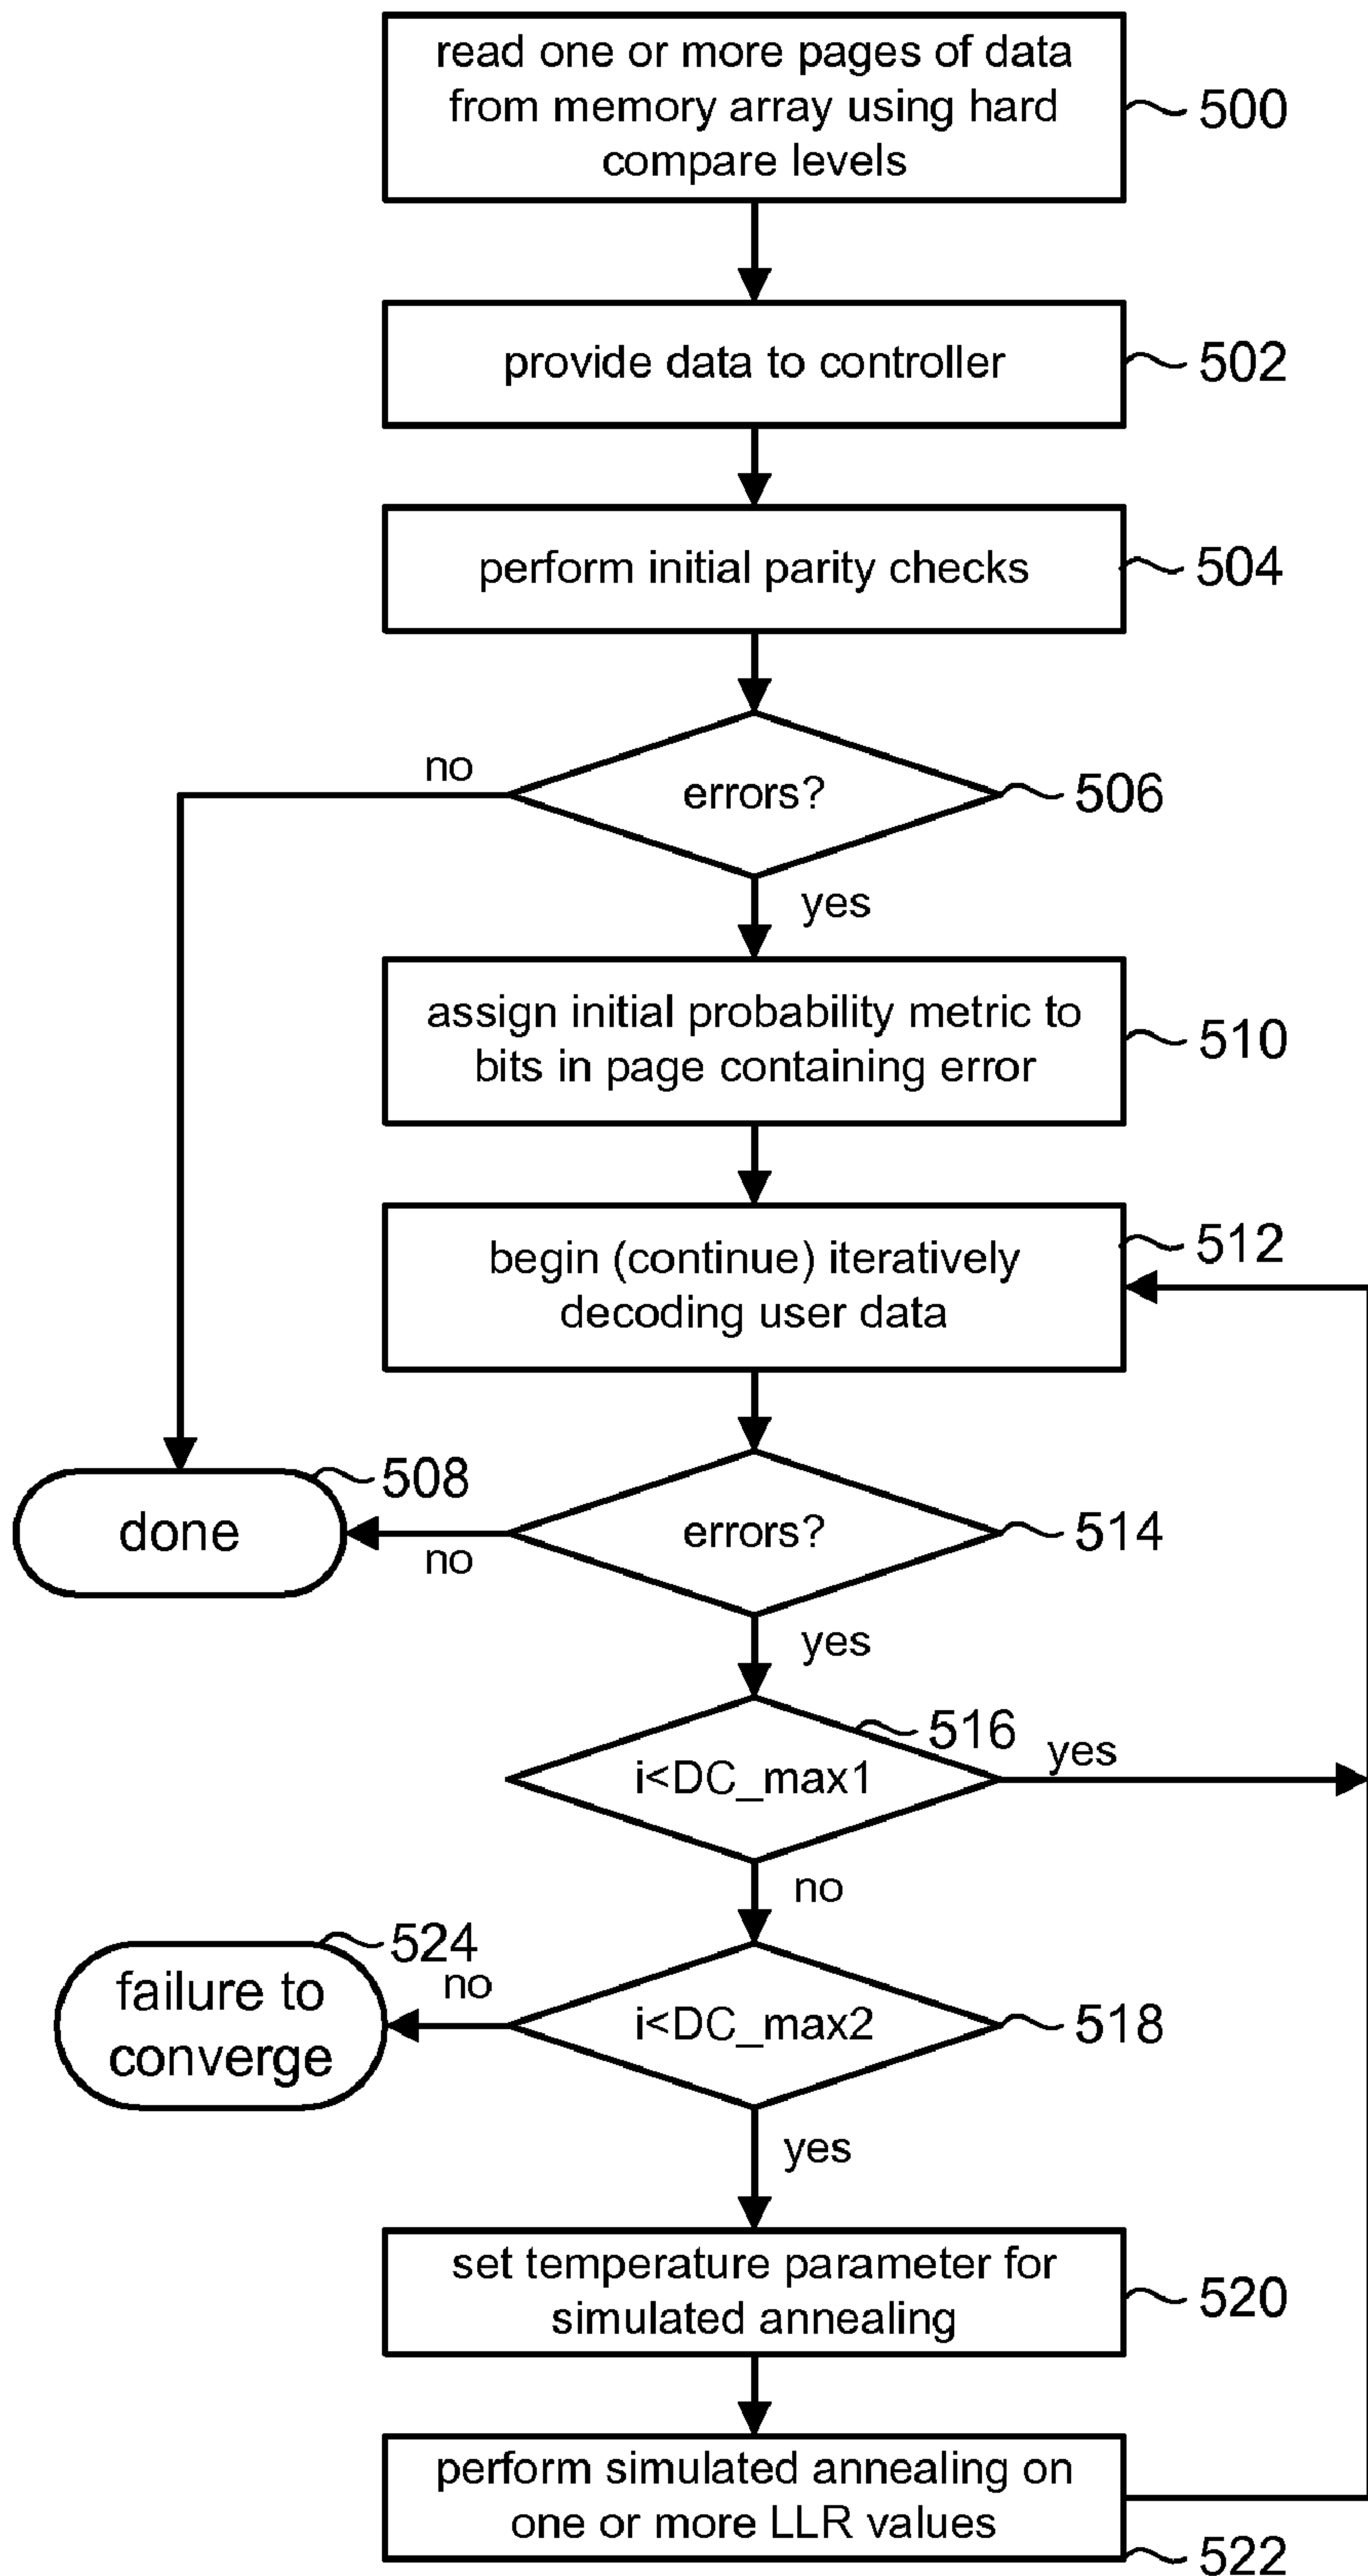 read one or more pages of data
from memory array using hard
compare levels
500
provide data to controller
502
perform initial parity checks
504
no
errors?
506
yes
assign initial probability metric to
bits in page containing error
510
begin (continue) iteratively
decoding user data
512
508
done
no
errors?
514
yes
516
i<DC_max1
yes
no
524
failure to
converge
no
i<DC_max2
518
yes
set temperature parameter for
simulated annealing
520
perform simulated annealing on
one or more LLR values
522